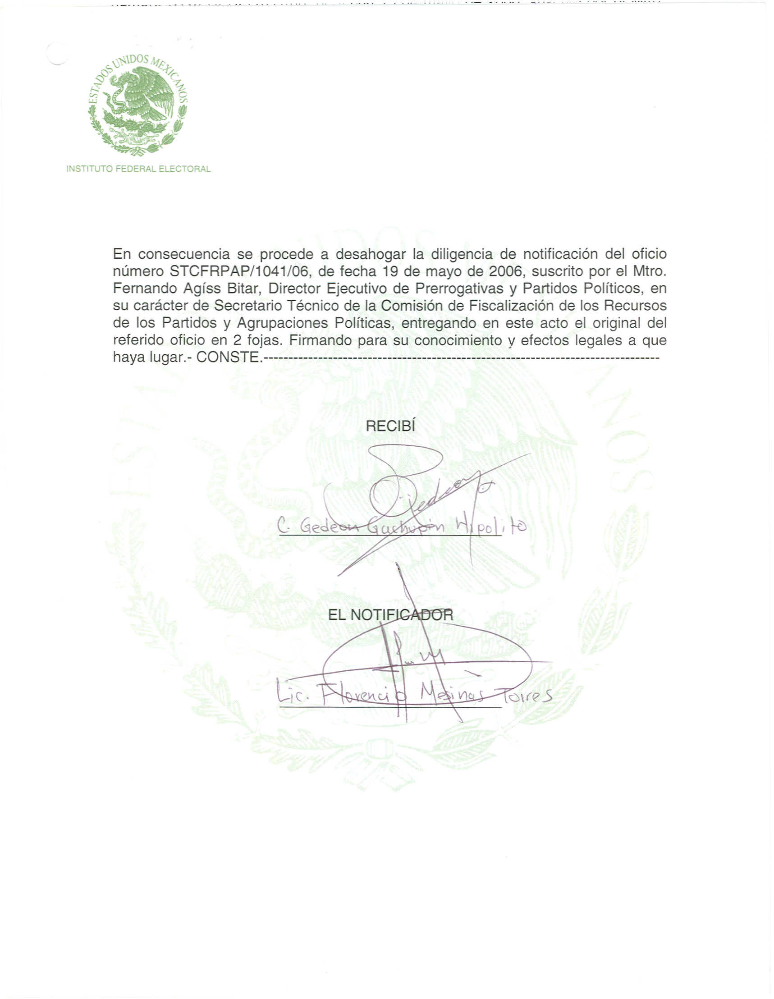 ESTADOS UNIDOS MEXICANOS
INSTITUTO FEDERAL ELECTORAL
En consecuencia se procede a desahogar la diligencia de notificación del oficio
número STCFRPAP/1041/06, de fecha 19 de mayo de 2006, suscrito por el Mtro.
Fernando Agíss Bitar, Director Ejecutivo de Prerrogativas y Partidos Políticos, en
su carácter de Secretario Técnico de la Comisión de Fiscalización de los Recursos
de los Partidos y Agrupaciones Políticas, entregando en este acto el original del
referido oficio en 2 fojas. Firmando para su conocimiento y efectos legales a que
haya lugar.- CONSTE.--------------------------------------------------------------------------------
RECIBÍ
C. Gedeon Gachupin Hipolito
EL NOTIFICADOR
Lic. Florencio Mesinas Torres